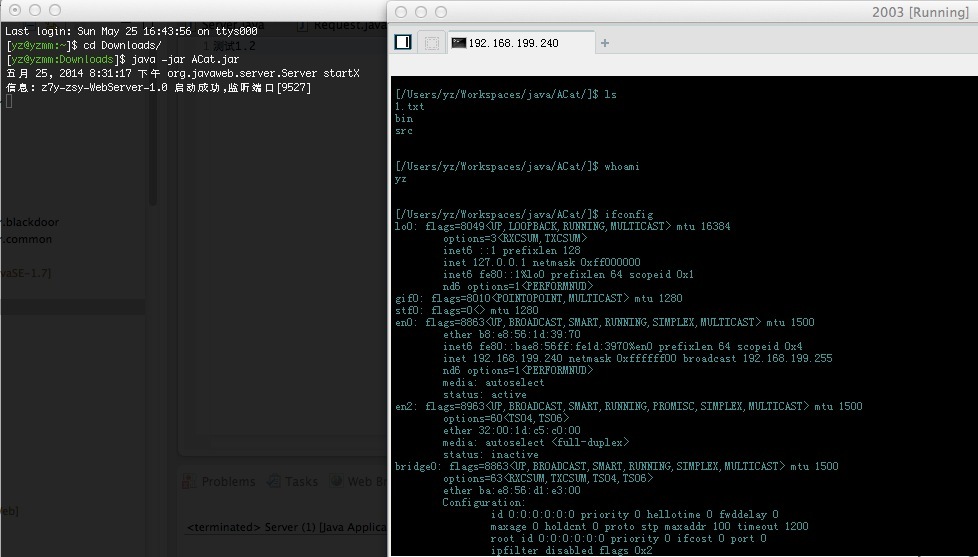 Request.java
测试1.2
Last login: Sun May 25 16:43:56 on ttys000
[yz@yzmm:~]$ cd Downloads/
[yz@yzmm:Downloads]$ java -jar ACat.jar
五月 25, 2014 8:31:17 下午 org.javaweb.server.Server startX
信息: z7y-zsy-WebServer-1.0 启动成功,监听端口[9527]
.blackdoor
.common
vaSE-1.7]
Problems Tasks Web Br
<terminated> Server (1) [Java Applica
2003 [Running]
192.168.199.240
[/Users/yz/Workspaces/java/ACat/]$ ls
1.txt
bin
src
[/Users/yz/Workspaces/java/ACat/]$ whoami
yz
[/Users/yz/Workspaces/java/ACat/]$ ifconfig
lo0: flags=8049<UP,LOOPBACK,RUNNING,MULTICAST> mtu 16384
options=3<RXCSUM,TXCSUM>
inet6 ::1 prefixlen 128
inet 127.0.0.1 netmask 0xff000000
inet6 fe80::1%lo0 prefixlen 64 scopeid 0x1
nd6 options=1<PERFORMNUD>
gif0: flags=8010<POINTOPOINT,MULTICAST> mtu 1280
stf0: flags=0<> mtu 1280
en0: flags=8863<UP,BROADCAST,SMART,RUNNING,SIMPLEX,MULTICAST> mtu 1500
ether b8:e8:56:1d:39:70
inet6 fe80::bae8:56ff:fe1d:3970%en0 prefixlen 64 scopeid 0x4
inet 192.168.199.240 netmask 0xffffff00 broadcast 192.168.199.255
nd6 options=1<PERFORMNUD>
media: autoselect
status: active
en2: flags=8963<UP,BROADCAST,SMART,RUNNING,PROMISC,SIMPLEX,MULTICAST> mtu 1500
options=60<TSO4,TSO6>
ether 32:00:1d:c5:c0:00
media: autoselect <full-duplex>
status: inactive
bridge0: flags=8863<UP,BROADCAST,SMART,RUNNING,SIMPLEX,MULTICAST> mtu 1500
options=63<RXCSUM,TXCSUM,TSO4,TSO6>
ether ba:e8:56:d1:e3:00
Configuration:
id 0:0:0:0:0:0 priority 0 hellotime 0 fwddelay 0
maxage 0 holdcnt 0 proto stp maxaddr 100 timeout 1200
root id 0:0:0:0:0:0 priority 0 ifcost 0 port 0
ipfilter disabled flags 0x2